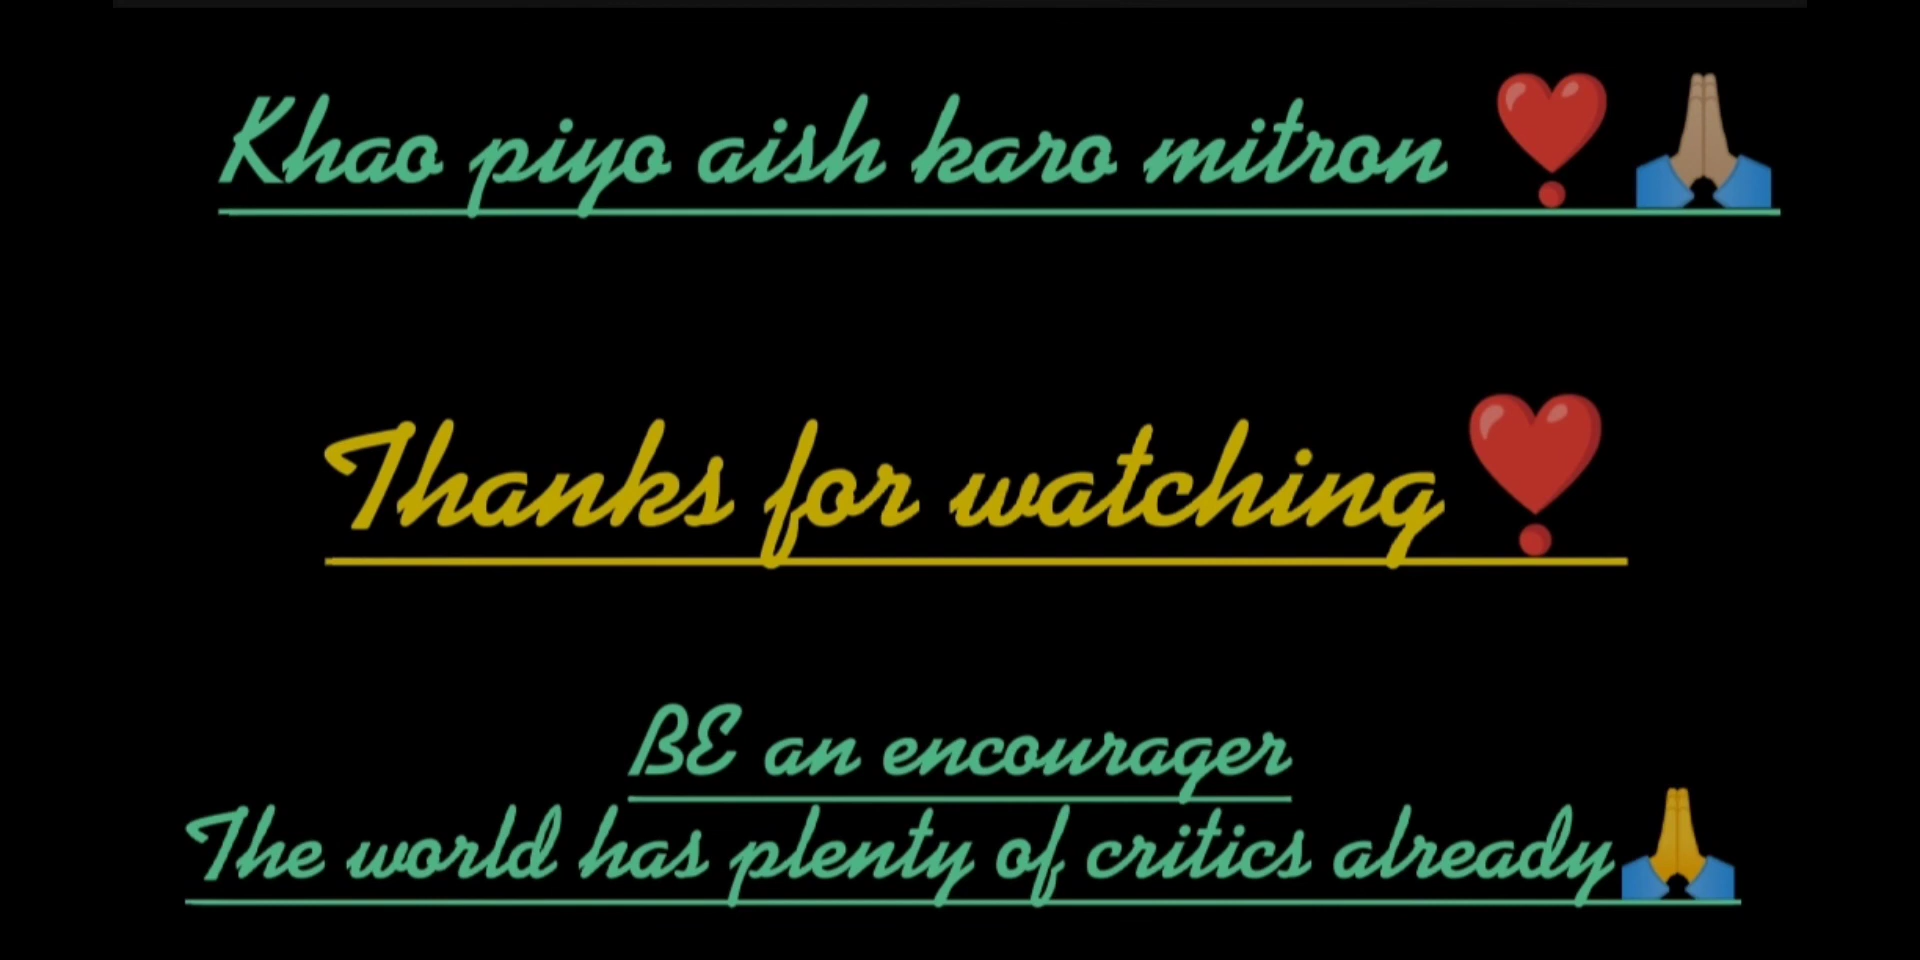 Khao piyo aish karo mitron ❣️🙏🏽
Thanks for watching❣️
BE an encourager
The world has plenty of critics already🙏